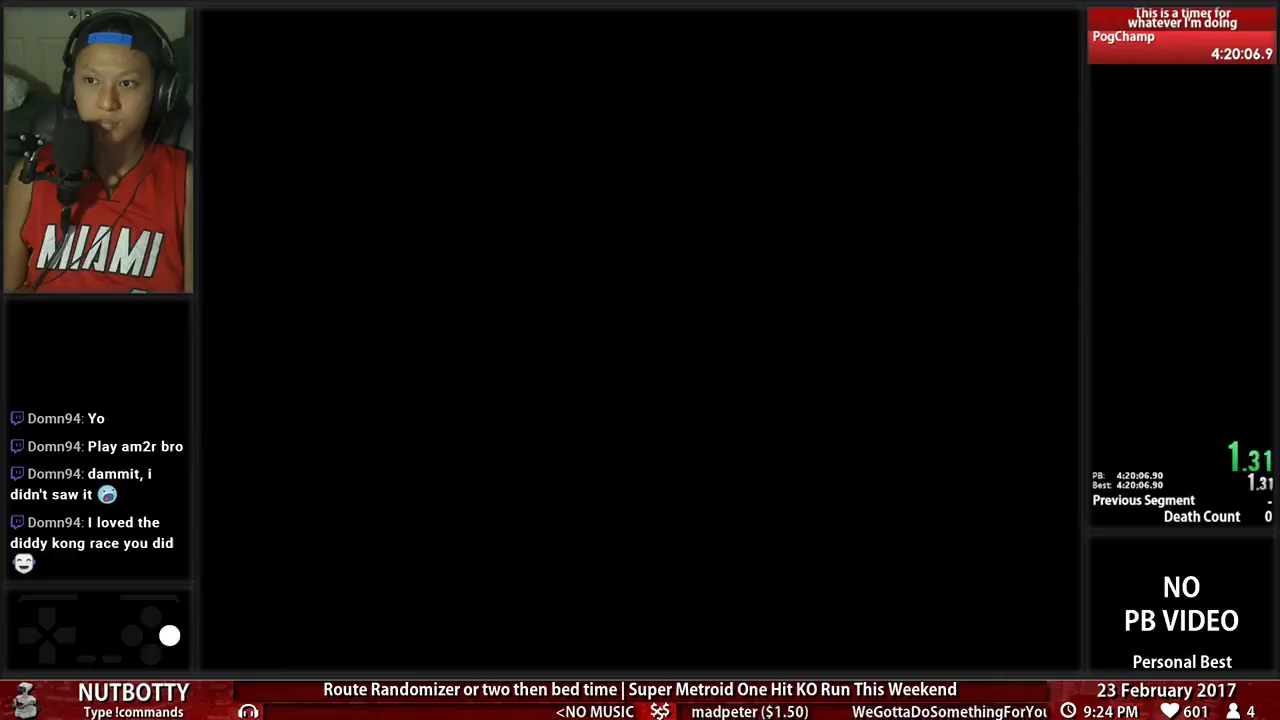 This is a timer for
whatever I'm doing
PogChamp
4:20:06.9
MIAMI
Domn94: Yo
Domn94: Play am2r bro
Domn94: dammit, i
didn't saw it
Domn94: I loved the
diddy kong race you did
1.31
PB: 4:20:06.90
Best: 4:20:06.90
1.31
Previous Segment -
Death Count 0
NO
PB VIDEO
Personal Best
NUTBOTTY
Type !commands
Route Randomizer or two then bed time | Super Metroid One Hit KO Run This Weekend
<NO MUSIC
$$$
madpeter ($1.50)
WeGottaDoSomethingForYou
23 February 2017
9:24 PM 601 4